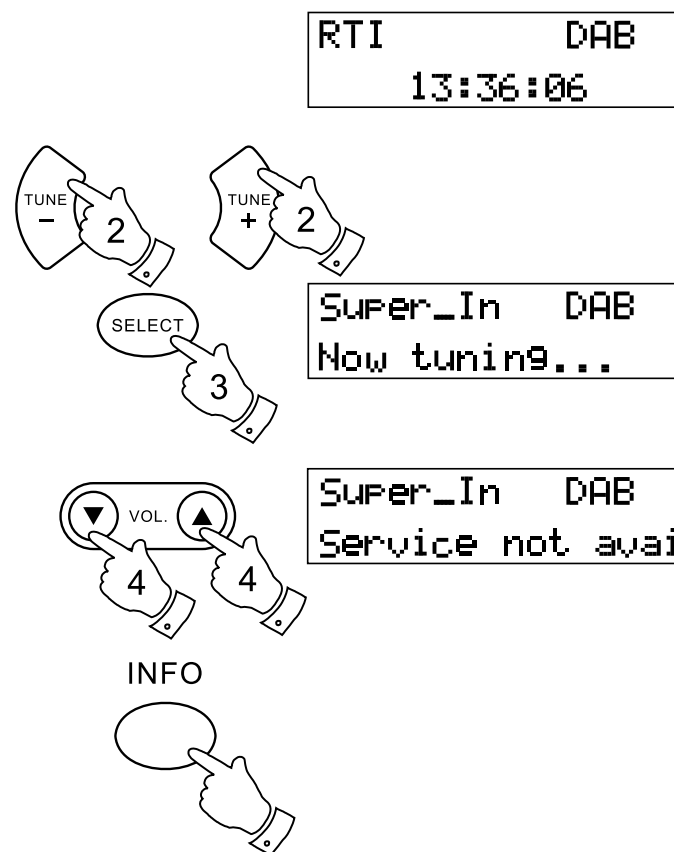 RTI DAB
13:36:06
TUNE
-
2
TUNE
+
2
SELECT
3
Super_In DAB
Now tuning...
VOL.
4
4
Super_In DAB
Service not avai
INFO